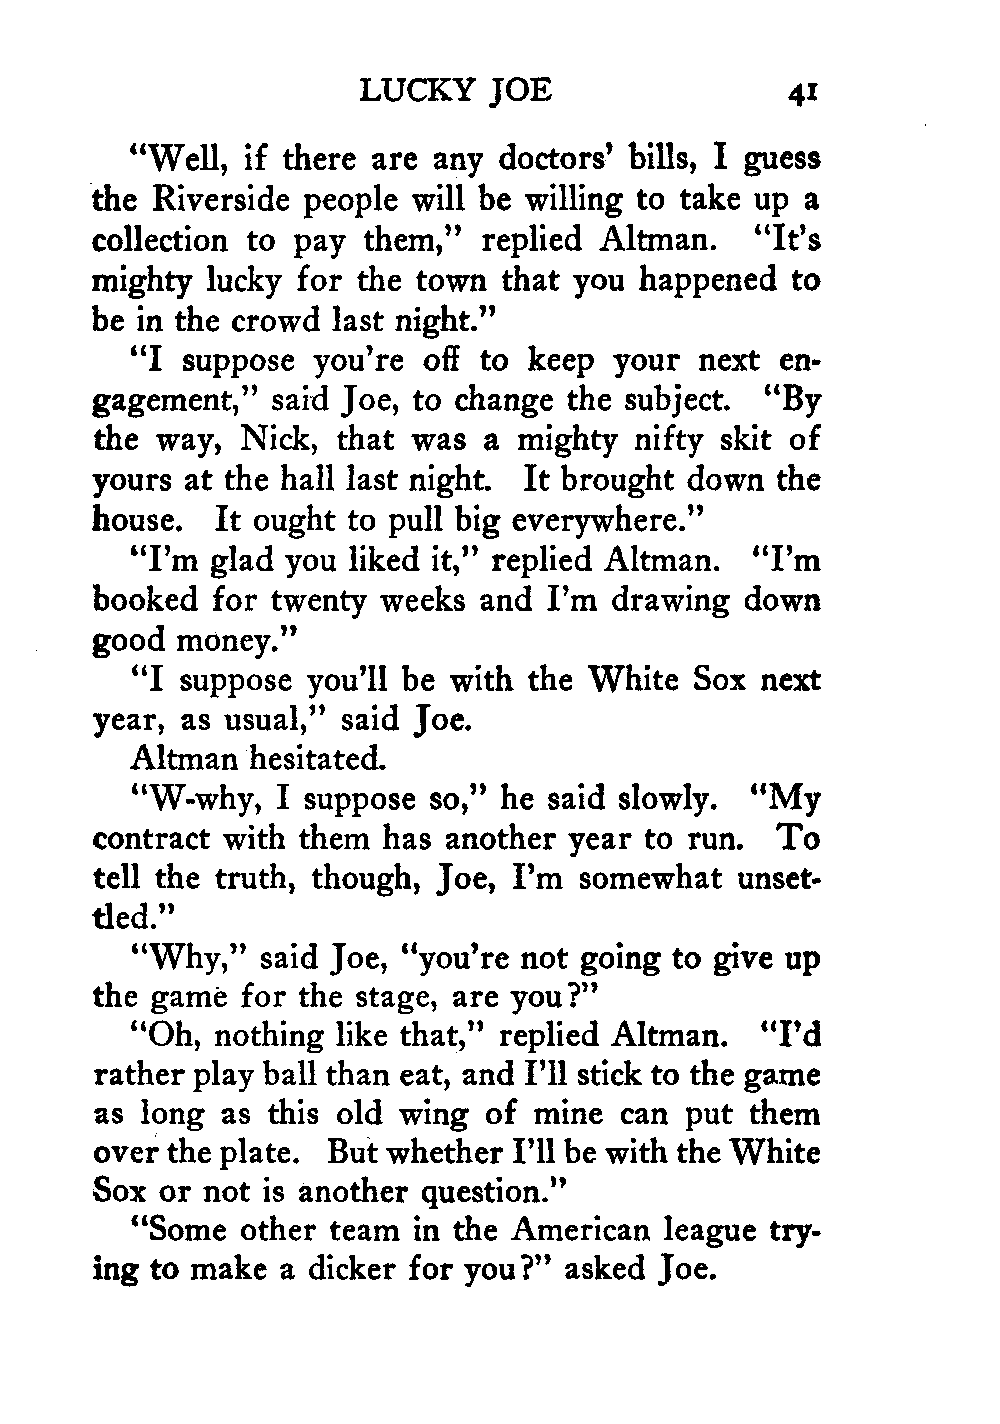 LUCKY JOE 41
“Well, if there are any doctors’ bills, I guess
the Riverside people will be willing to take up a
collection to pay them,” replied Altman. “It’s
mighty lucky for the town that you happened to
be in the crowd last night.”
“I suppose you’re off to keep your next en-
gagement,” said Joe, to change the subject. “By
the way, Nick, that was a mighty nifty skit of
yours at the hall last night. It brought down the
house. It ought to pull big everywhere.”
“I’m glad you liked it,” replied Altman. “I’m
booked for twenty weeks and I’m drawing down
good money.”
“I suppose you’ll be with the White Sox next
year, as usual,” said Joe.
Altman hesitated.
“W-why, I suppose so,” he said slowly. “My
contract with them has another year to run. To
tell the truth, though, Joe, I’m somewhat unset-
tled.”
“Why,” said Joe, “you’re not going to give up
the game for the stage, are you?”
“Oh, nothing like that,” replied Altman. “I’d
rather play ball than eat, and I’ll stick to the game
as long as this old wing of mine can put them
over the plate. But whether I’ll be with the White
Sox or not is another question.”
“Some other team in the American league try-
ing to make a dicker for you?” asked Joe.